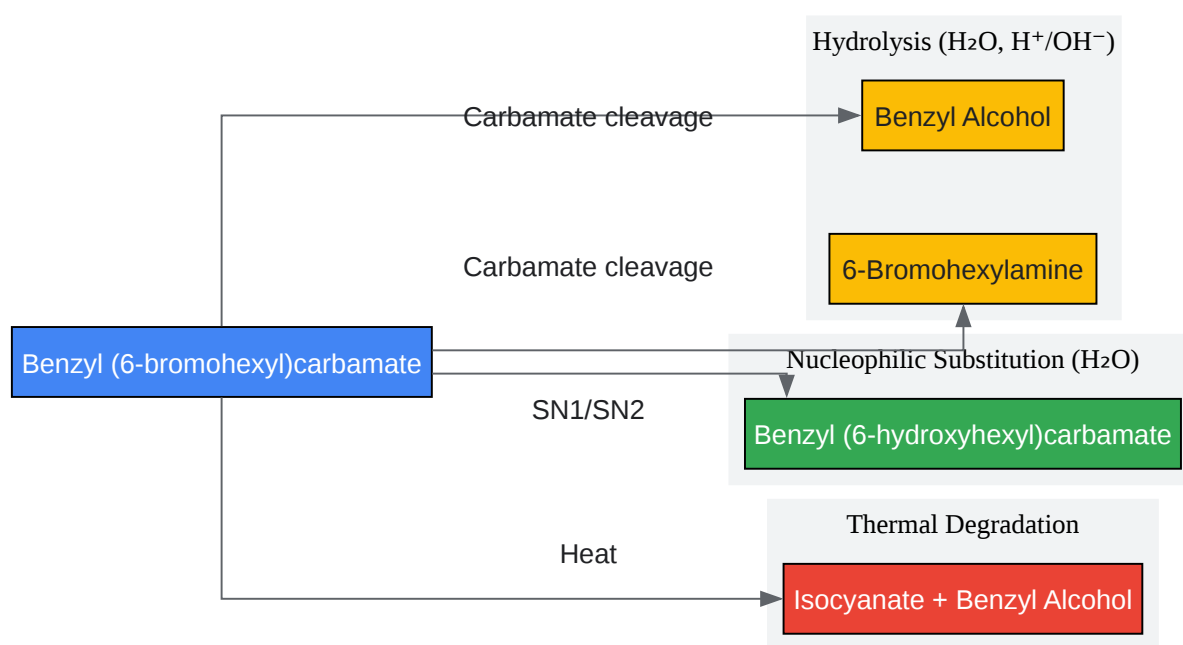 Hydrolysis (H₂O, H⁺/OH⁻)
Carbamate cleavage
Benzyl Alcohol
Carbamate cleavage
6-Bromohexylamine
Benzyl (6-bromohexyl)carbamate
Nucleophilic Substitution (H₂O)
SN1/SN2
Benzyl (6-hydroxyhexyl)carbamate
Thermal Degradation
Heat
Isocyanate + Benzyl Alcohol